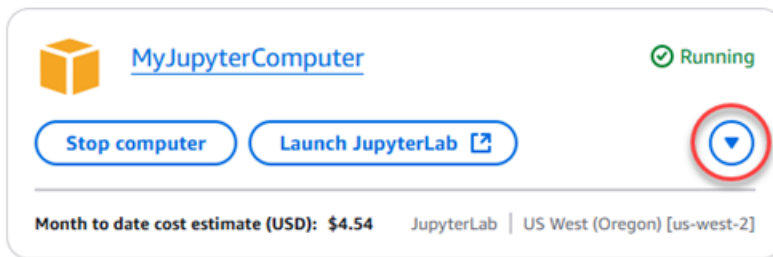 MyJupyterComputer
Running
Stop computer
Launch JupyterLab
Month to date cost estimate (USD): $4.54
JupyterLab | US West (Oregon) [us-west-2]